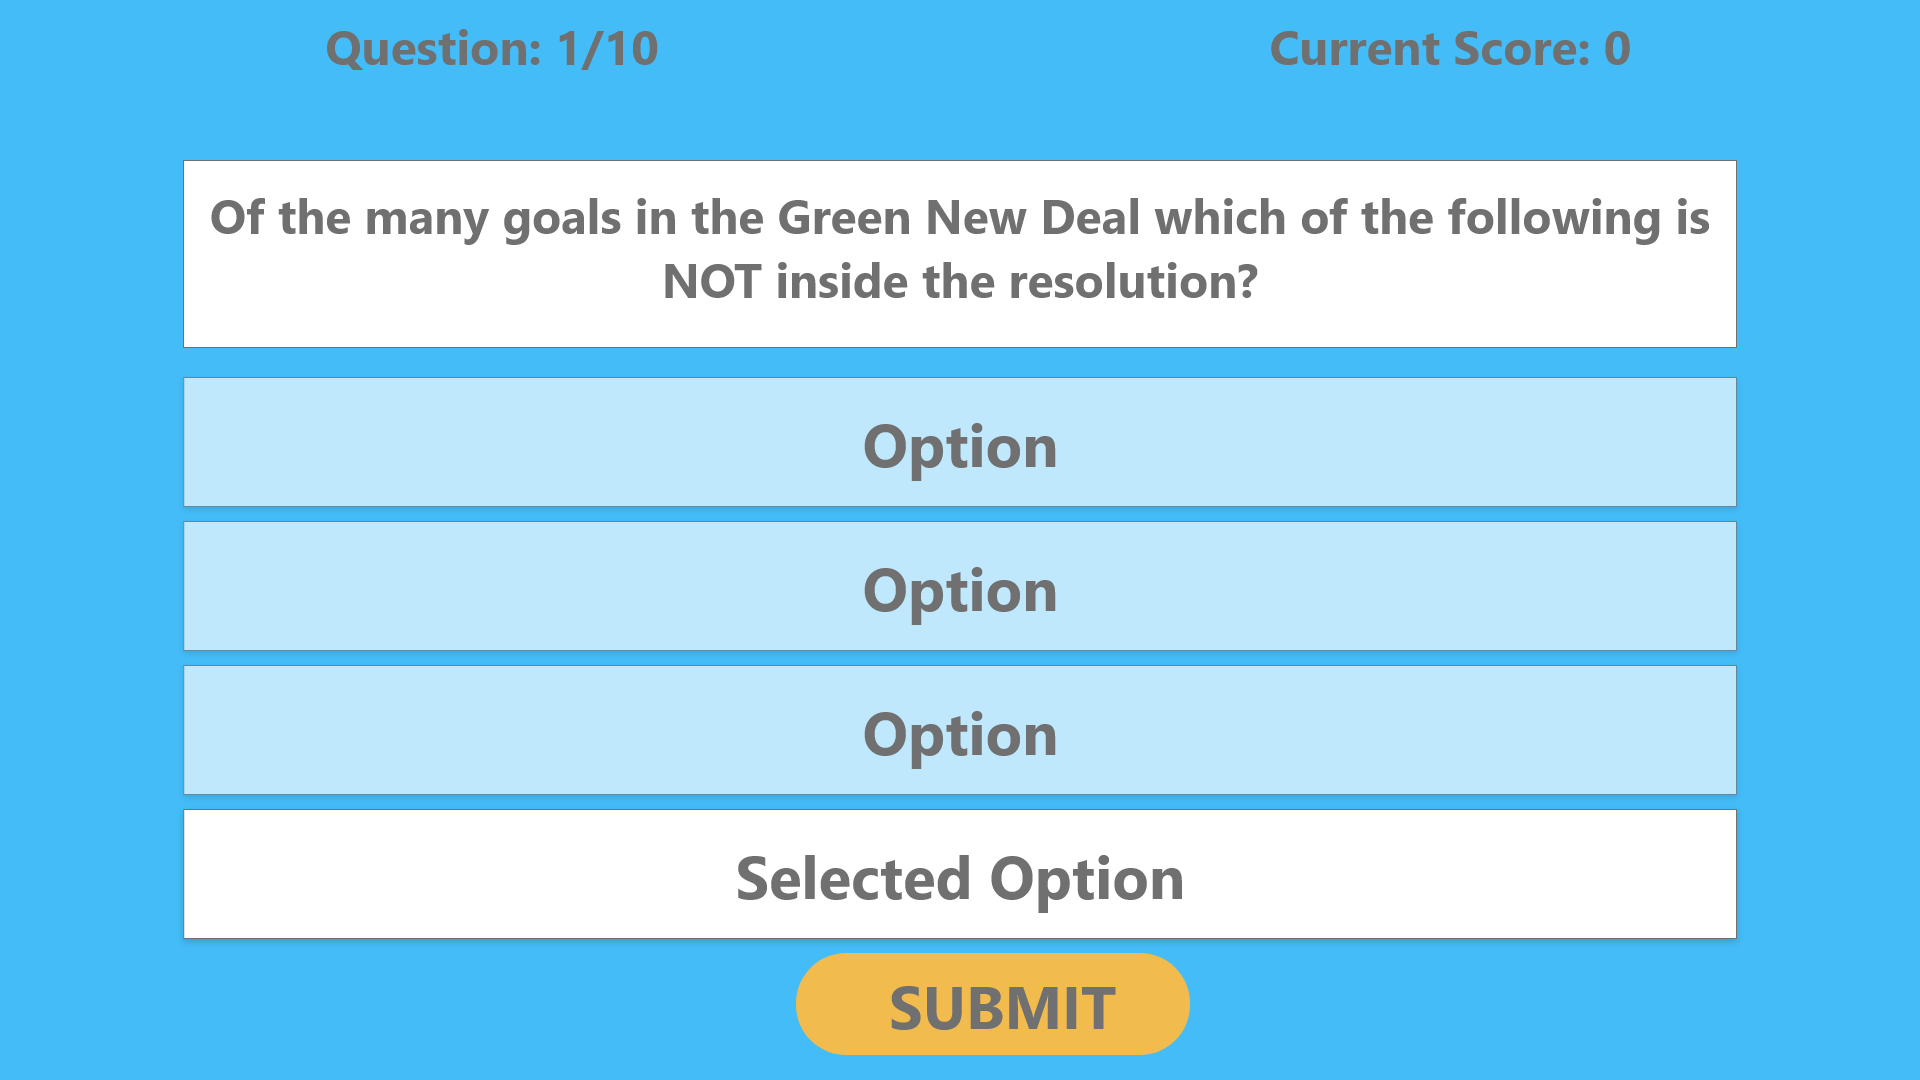 Question: 1/10
Current Score: 0
Of the many goals in the Green New Deal which of the following is
NOT inside the resolution?
Option
Option
Option
Selected Option
SUBMIT